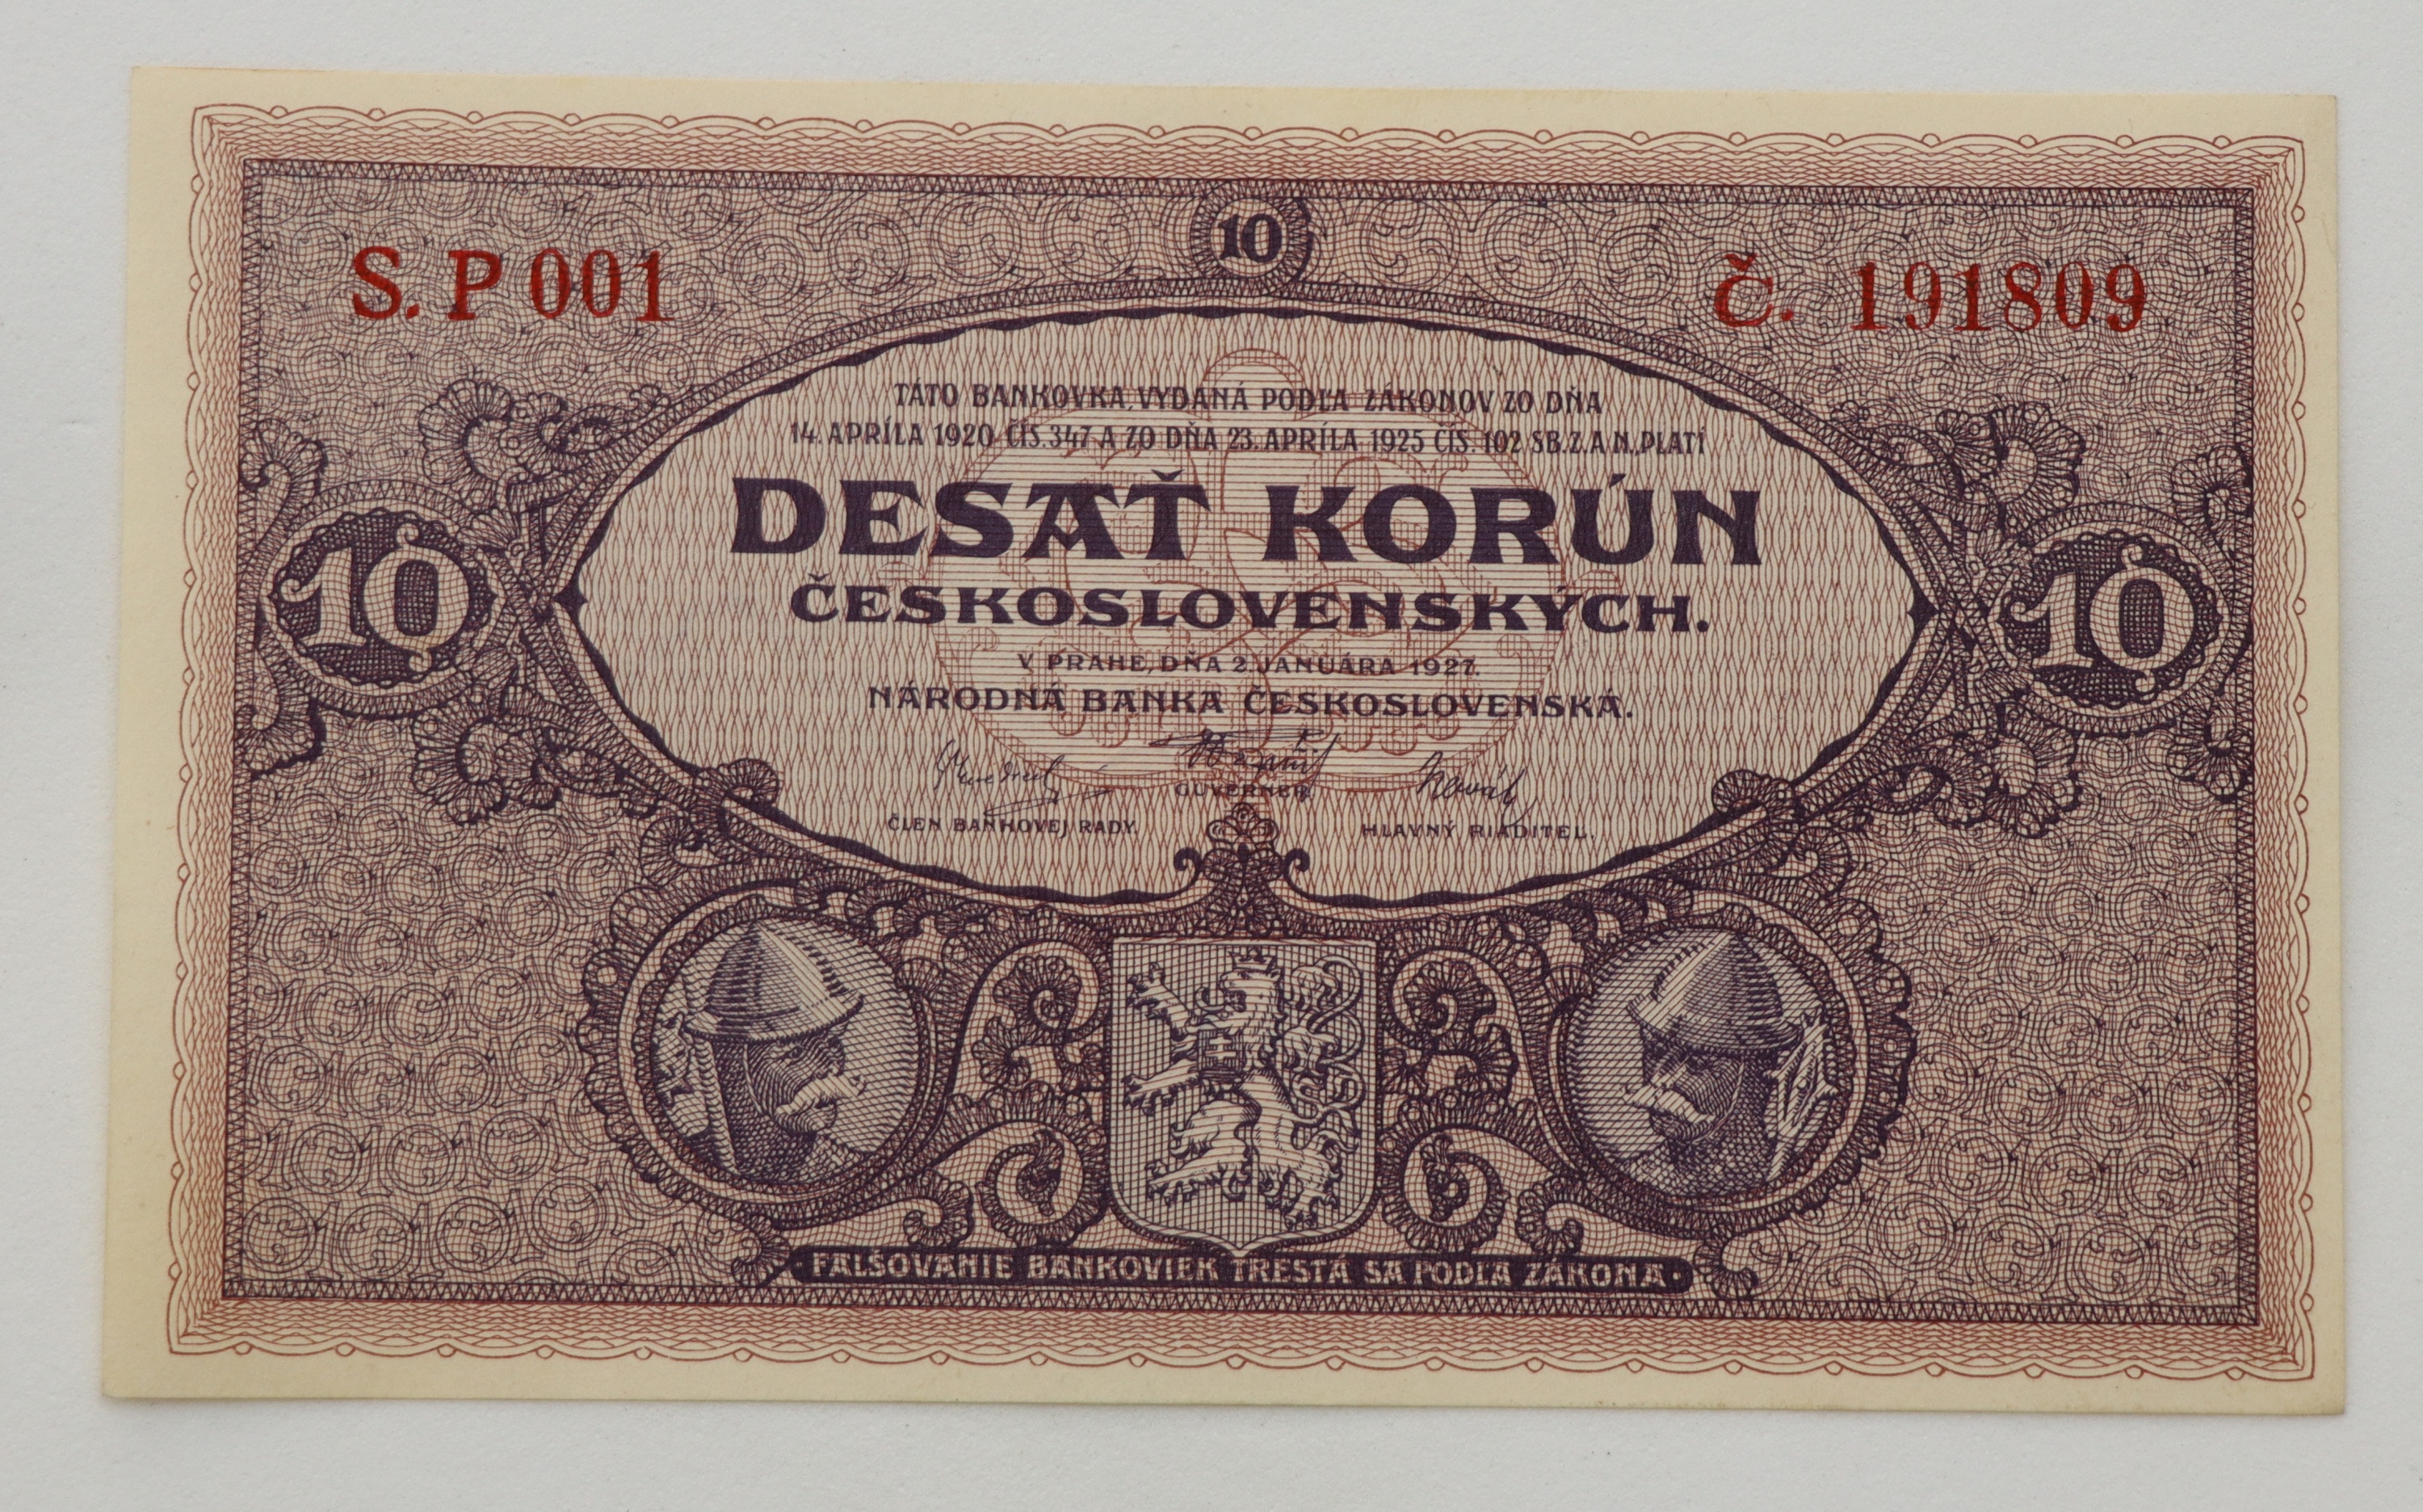 10
S. P 001
Č. 191809
TÁTO BANKOVKA, VYDANÁ PODĽA ZÁKONOV ZO DŇA
14. APRÍLA 1920 ČÍS. 347 A ZO DŇA 23. APRÍLA 1925 ČÍS. 102 SB. Z. A N., PLATÍ
DESAŤ KORÚN
ČESKOSLOVENSKÝCH.
10
10
V PRAHE, DŇA 2. JANUÁRA 1927.
NÁRODNÁ BANKA ČESKOSLOVENSKÁ.
GUVERNÉR.
ČLEN BANKOVEJ RADY.
HLAVNÝ RIADITEĽ.
· FALŠOVANIE BANKOVIEK TRESTÁ SA PODĽA ZÁKONA ·